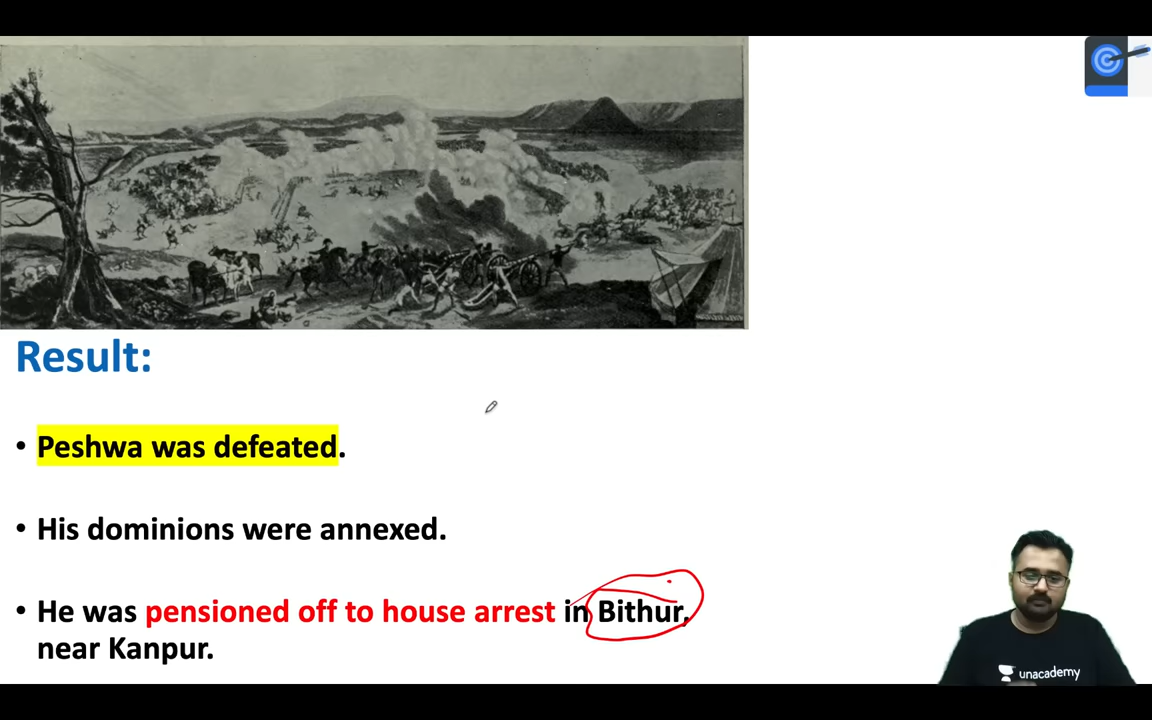 Result:
• Peshwa was defeated.
• His dominions were annexed.
• He was pensioned off to house arrest in Bithur,
near Kanpur.
unacademy